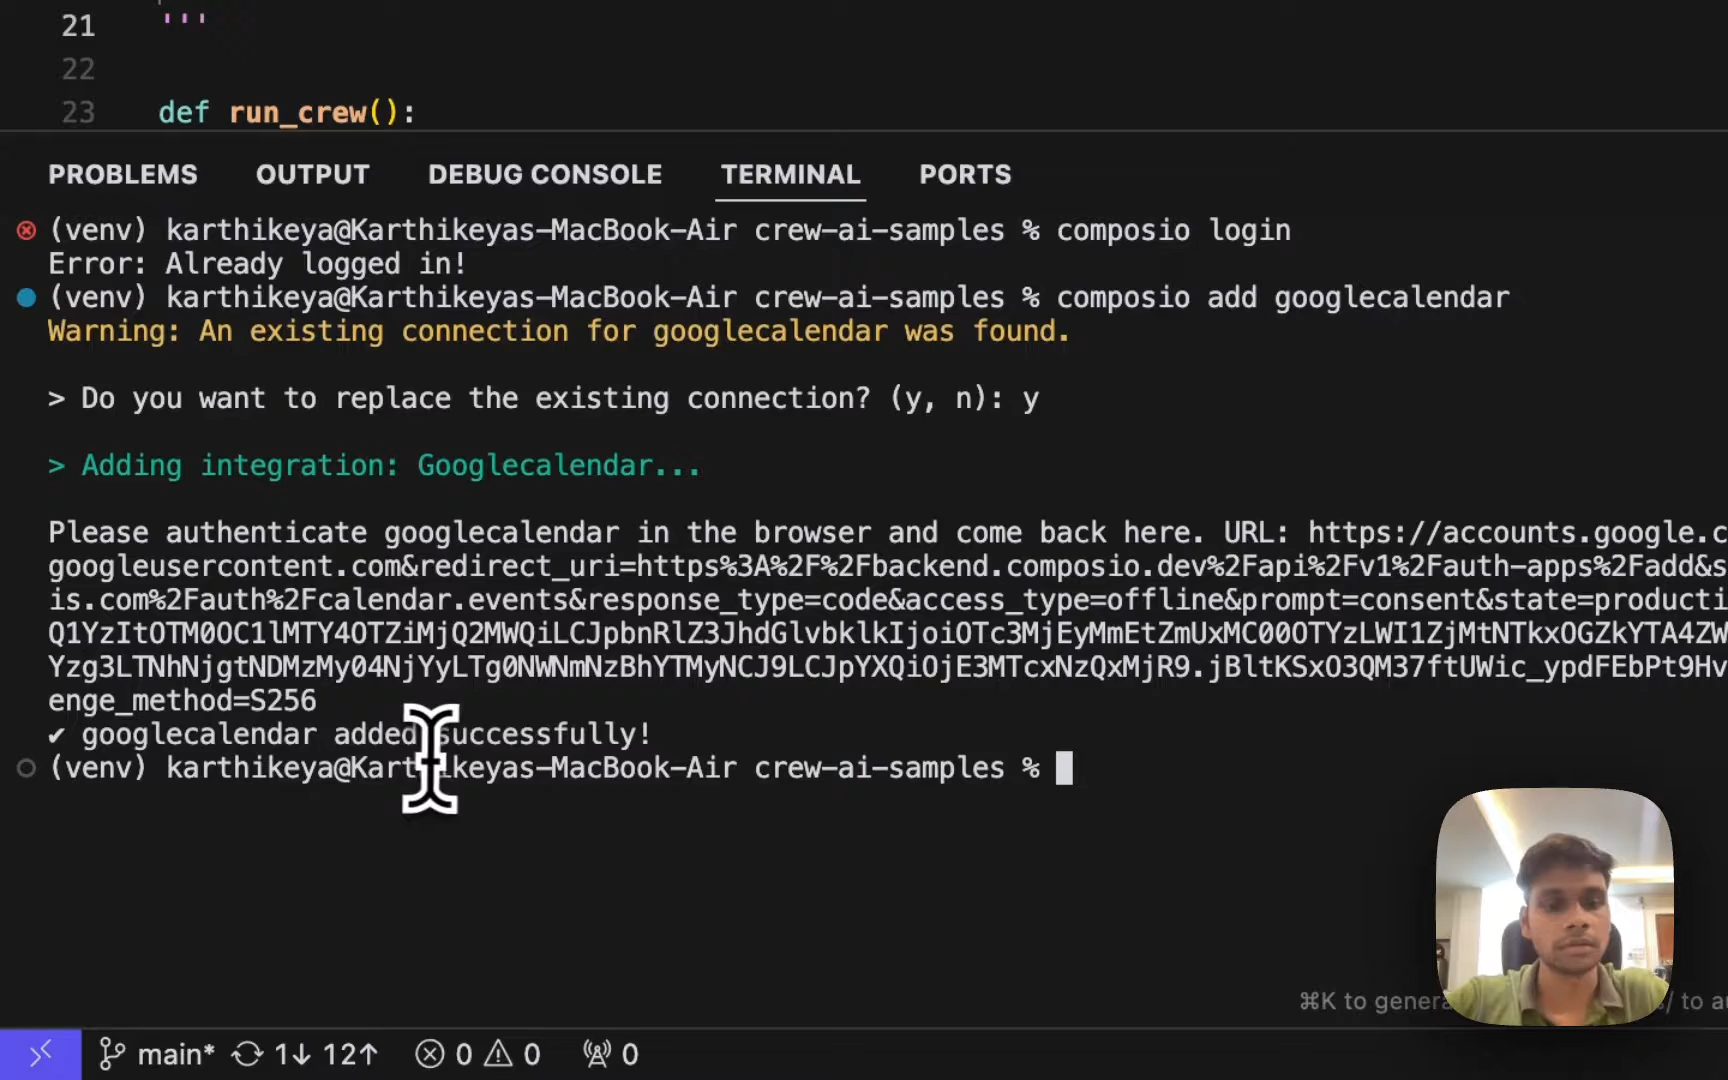 21 '''
22
23 def run_crew():
PROBLEMS OUTPUT DEBUG CONSOLE TERMINAL PORTS
(venv) karthikeya@Karthikeyas-MacBook-Air crew-ai-samples % composio login
Error: Already logged in!
(venv) karthikeya@Karthikeyas-MacBook-Air crew-ai-samples % composio add googlecalendar
Warning: An existing connection for googlecalendar was found.
> Do you want to replace the existing connection? (y, n): y
> Adding integration: Googlecalendar...
Please authenticate googlecalendar in the browser and come back here. URL: https://accounts.google.c
googleusercontent.com&redirect_uri=https%3A%2F%2Fbackend.composio.dev%2Fapi%2Fv1%2Fauth-apps%2Fadd&s
is.com%2Fauth%2Fcalendar.events&response_type=code&access_type=offline&prompt=consent&state=producti
Q1YzItOTM0OC1lMTY4OTZiMjQ2MWQiLCJpbnRlZ3JhdGlvbklkIjoiOTc3MjEyMmEtZmUxMC00OTYzLWI1ZjMtNTkxOGZkYTA4ZW
Yzg3LTNhNjgtNDMzMy04NjYyLTg0NWNmNzBhYTMyNCJ9LCJpYXQiOjE3MTcxNzQxMjR9.jBltKSxO3QM37ftUWic_ypdFEbPt9Hv
enge_method=S256
✔ googlecalendar added successfully!
(venv) karthikeya@Karthikeyas-MacBook-Air crew-ai-samples %
⌘K to genera / to au
main* 1↓ 12↑ 0 0 0